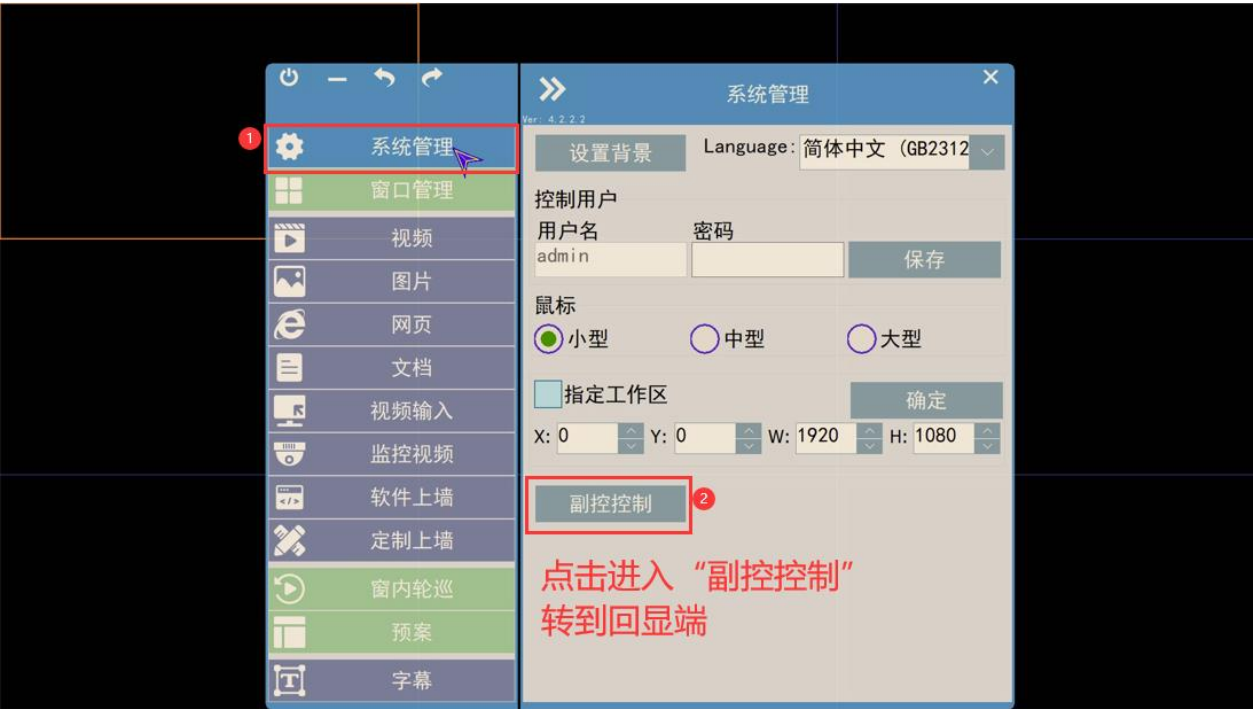 系统管理
Ver: 4.2.2.2
1
系统管理
设置背景
Language:
简体中文 (GB2312
窗口管理
控制用户
用户名
密码
视频
admin
保存
图片
鼠标
网页
小型
中型
大型
文档
指定工作区
确定
视频输入
X: 0
Y: 0
W: 1920
H: 1080
监控视频
软件上墙
副控控制
2
定制上墙
点击进入“副控控制”
转到回显端
窗内轮巡
预案
字幕